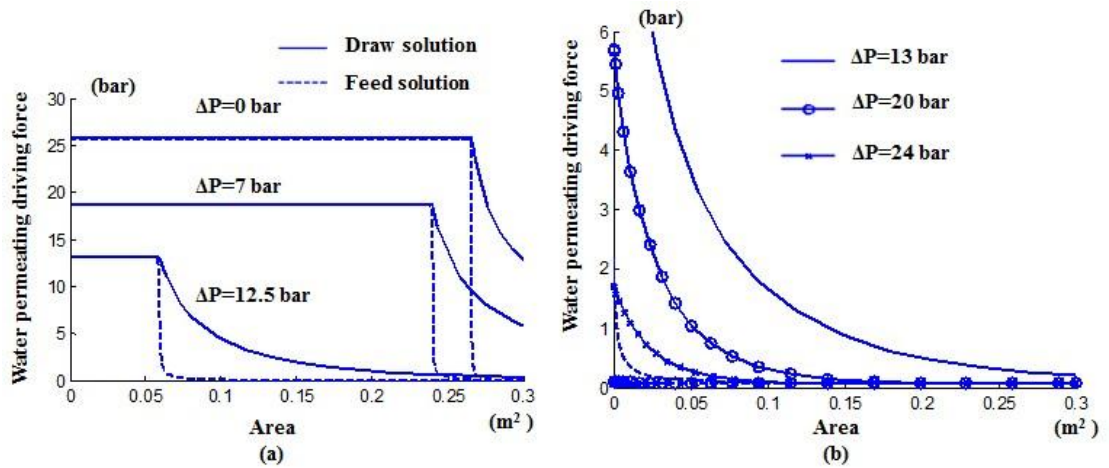 Draw solution
Feed solution
(bar)
Water permeating driving force
30
25
20
15
10
5
0
ΔP=0 bar
ΔP=7 bar
ΔP=12.5 bar
0
0.05
0.1
0.15
0.2
0.25
0.3
Area
(m²)
(a)
(bar)
Water permeating driving force
6
5
4
3
2
1
0
ΔP=13 bar
ΔP=20 bar
ΔP=24 bar
0
0.05
0.1
0.15
0.2
0.25
0.3
Area
(m²)
(b)